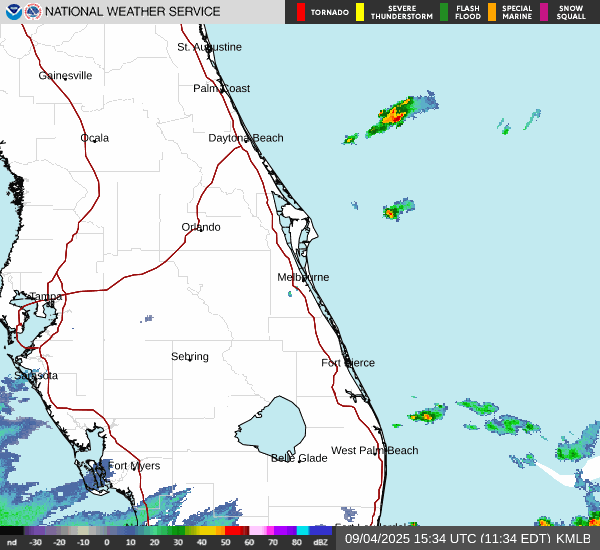 NATIONAL WEATHER SERVICE
TORNADO
SEVERE
THUNDERSTORM
FLASH
FLOOD
SPECIAL
MARINE
SNOW
SQUALL
St. Augustine
Gainesville
Palm Coast
Ocala
Daytona Beach
Orlando
Melbourne
Tampa
Sebring
Fort Pierce
Sarasota
West Palm Beach
Belle Glade
Fort Myers
nd -30 -20 -10 0 10 20 30 40 50 60 70 80 dBZ
09/04/2025 15:34 UTC (11:34 EDT) KMLB